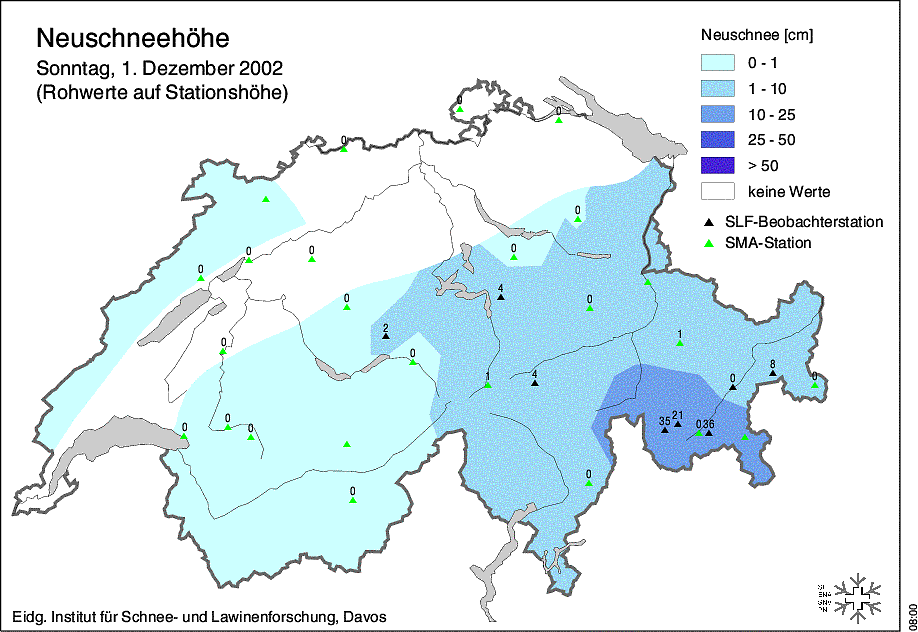 Neuschneehöhe
Sonntag, 1. Dezember 2002
(Rohwerte auf Stationshöhe)
Neuschnee [cm]
0 - 1
1 - 10
10 - 25
25 - 50
> 50
keine Werte
SLF-Beobachterstation
SMA-Station
0
0
0
0
0
0
0
0
0
4
0
2
0
1
0
0
8
1
4
0
0
0
0
0
35
21
0
36
0
0
Eidg. Institut für Schnee- und Lawinenforschung, Davos
08:00